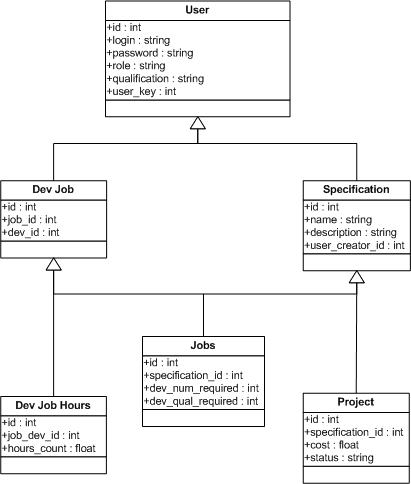 User
+id : int
+login : string
+password : string
+role : string
+qualification : string
+user_key : int
Dev Job
+id : int
+job_id : int
+dev_id : int
Specification
+id : int
+name : string
+description : string
+user_creator_id : int
Jobs
+id : int
+specification_id : int
+dev_num_required : int
+dev_qual_required : int
Dev Job Hours
+id : int
+job_dev_id : int
+hours_count : float
Project
+id : int
+specification_id : int
+cost : float
+status : string